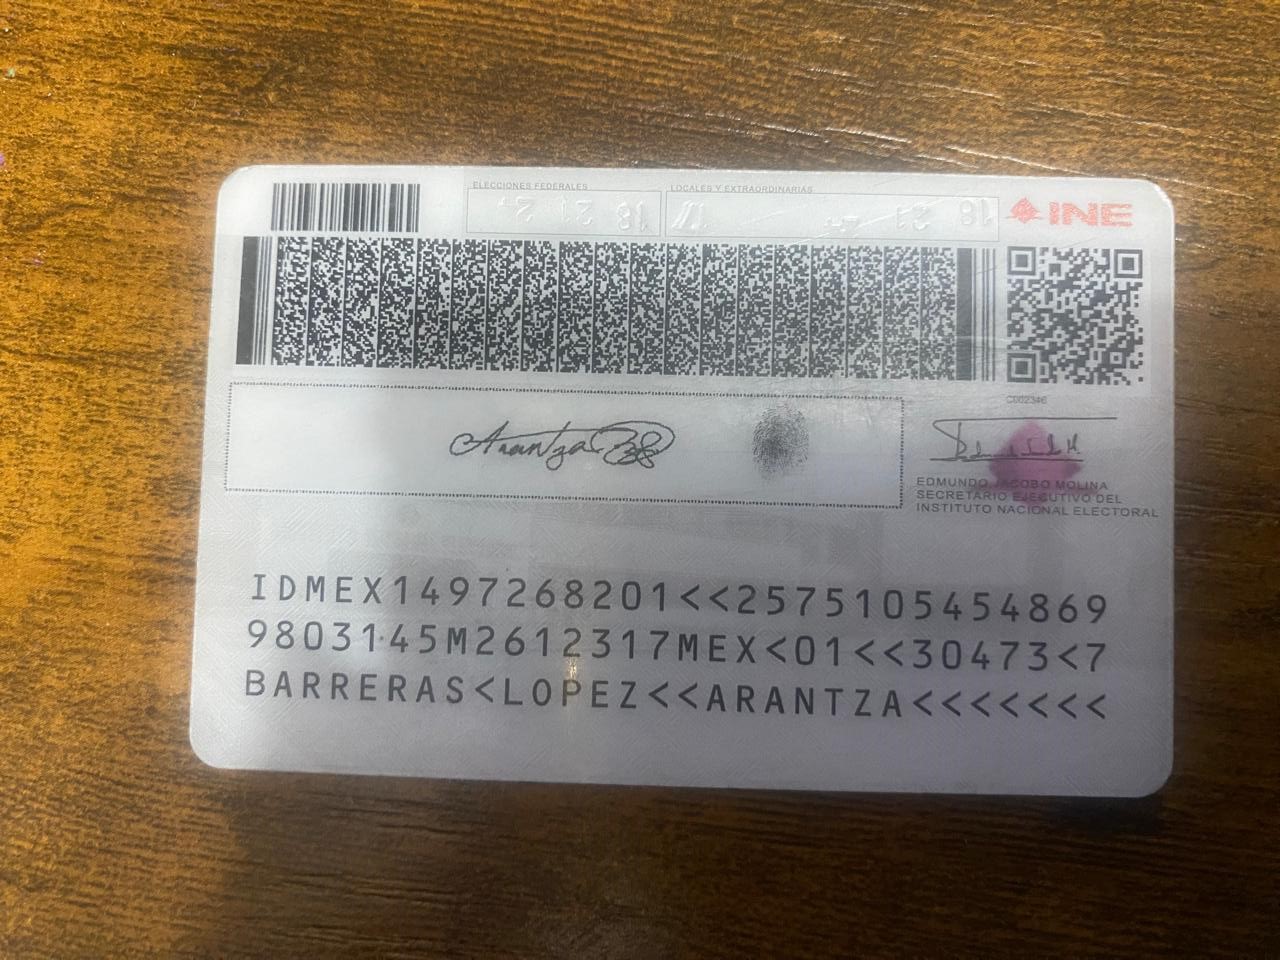 ELECCIONES FEDERALES
LOCALES Y EXTRAORDINARIAS
INE
C002346
Arantza
EDMUNDO JACOBO MOLINA
SECRETARIO EJECUTIVO DEL
INSTITUTO NACIONAL ELECTORAL
IDMEX1497268201<<2575105454869
9803145M2612317MEX<01<<30473<7
BARRERAS<LOPEZ<<ARANTZA<<<<<<<